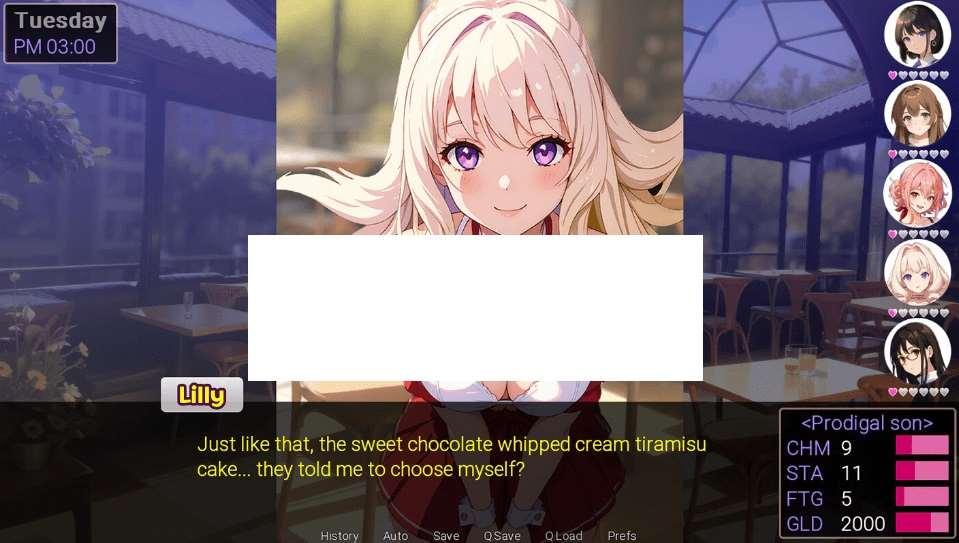 Tuesday
PM 03:00
Lilly
Just like that, the sweet chocolate whipped cream tiramisu
cake... they told me to choose myself?
<Prodigal son>
CHM 9
STA 11
FTG 5
GLD 2000
History Auto Save Q.Save Q.Load Prefs